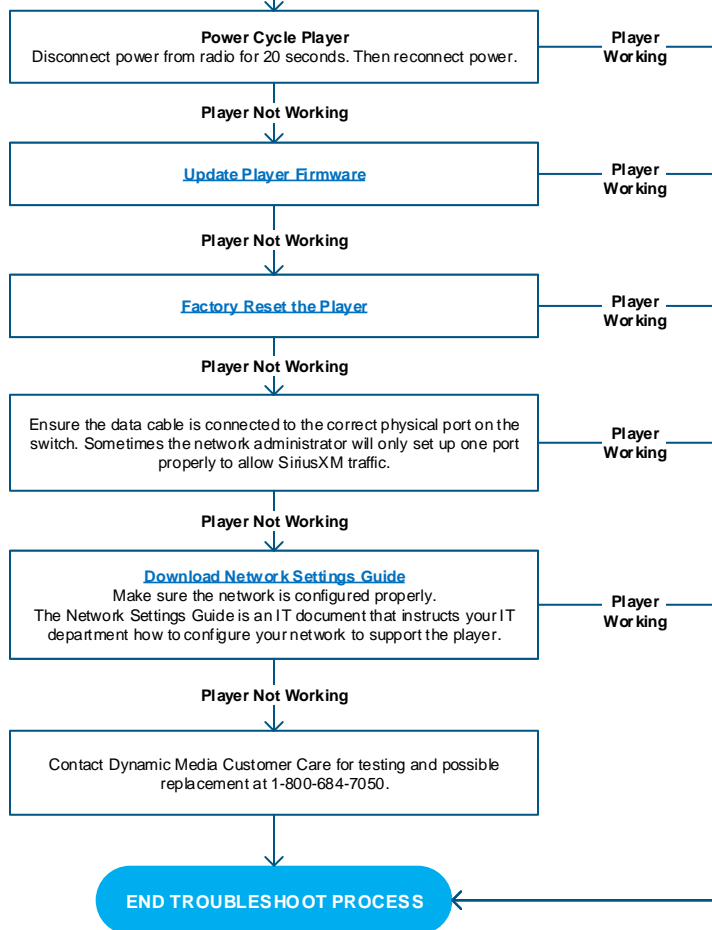 Power Cycle Player
Disconnect power from radio for 20 seconds. Then reconnect power.
Player
Working
Player Not Working
Update Player Firmware
Player
Working
Player Not Working
Factory Reset the Player
Player
Working
Player Not Working
Ensure the data cable is connected to the correct physical port on the
switch. Sometimes the network administrator will only set up one port
properly to allow SiriusXM traffic.
Player
Working
Player Not Working
Download Network Settings Guide
Make sure the network is configured properly.
The Network Settings Guide is an IT document that instructs your IT
department how to configure your network to support the player.
Player
Working
Player Not Working
Contact Dynamic Media Customer Care for testing and possible
replacement at 1-800-684-7050.
END TROUBLESHOOT PROCESS